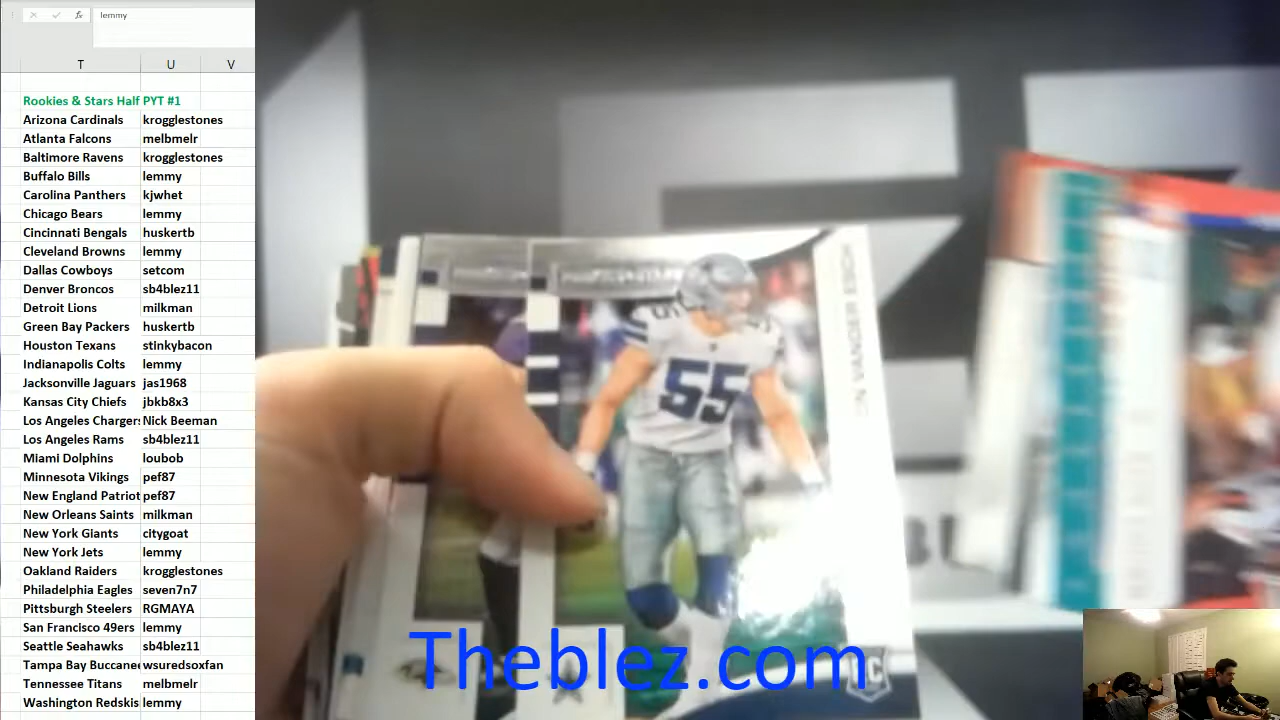 lemmy
T U V
Rookies & Stars Half PYT #1
Arizona Cardinals krogglestones
Atlanta Falcons melbmelr
Baltimore Ravens krogglestones
Buffalo Bills lemmy
Carolina Panthers kjwhet
Chicago Bears lemmy
Cincinnati Bengals huskertb
Cleveland Browns lemmy
Dallas Cowboys setcom
Denver Broncos sb4blez11
Detroit Lions milkman
Green Bay Packers huskertb
Houston Texans stinkybacon
Indianapolis Colts lemmy
Jacksonville Jaguars jas1968
Kansas City Chiefs jbkb8x3
Los Angeles Chargers Nick Beeman
Los Angeles Rams sb4blez11
Miami Dolphins loubob
Minnesota Vikings pef87
New England Patriot pef87
New Orleans Saints milkman
New York Giants citygoat
New York Jets lemmy
Oakland Raiders krogglestones
Philadelphia Eagles seven7n7
Pittsburgh Steelers RGMAYA
San Francisco 49ers lemmy
Seattle Seahawks sb4blez11
Tampa Bay Buccanee wsuredsoxfan
Tennessee Titans melbmelr
Washington Redskis lemmy
VANDER ESCH
55
RC
Theblez.com